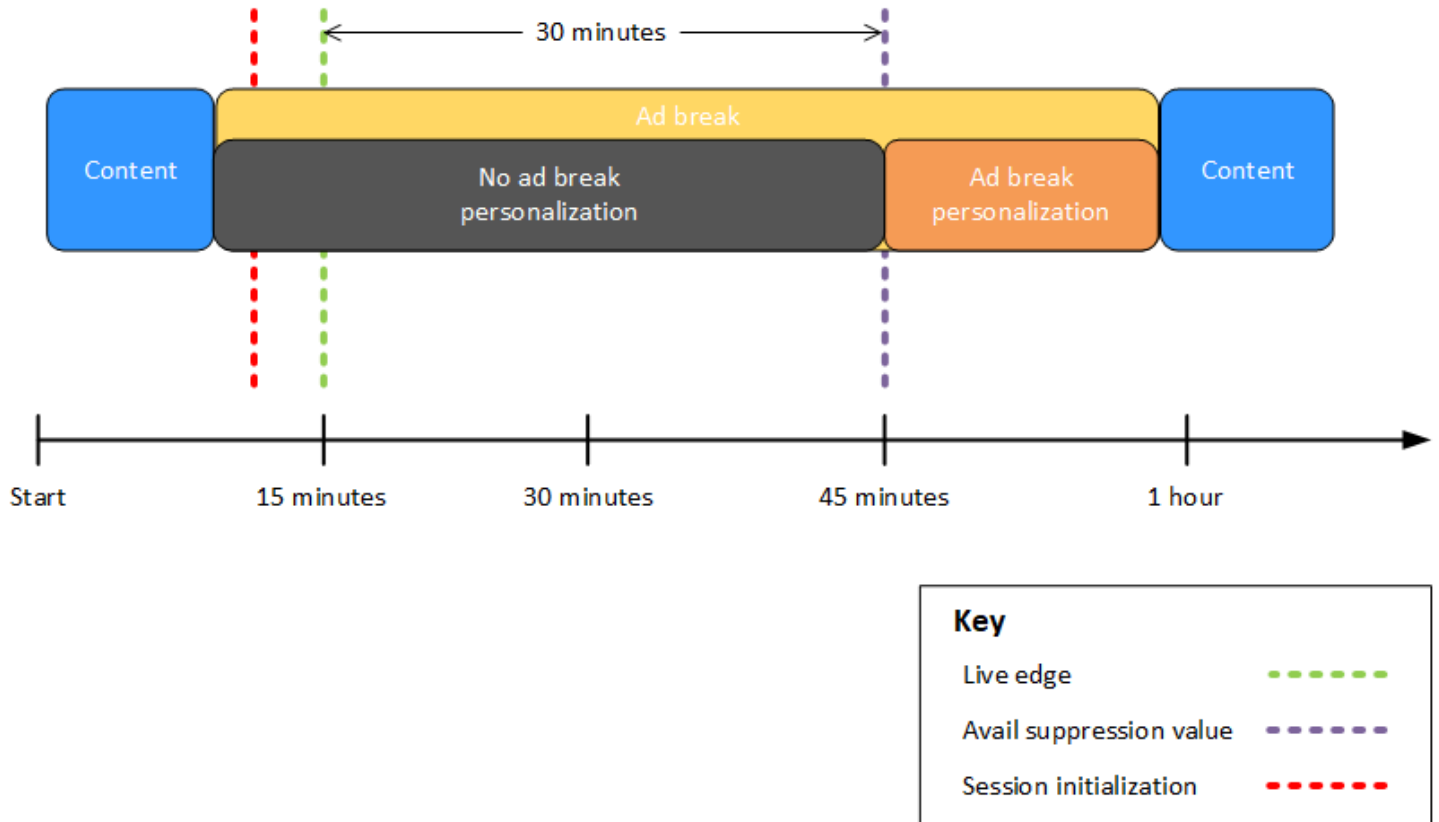 30 minutes
Ad break
Content
No ad break
personalization
Ad break
personalization
Content
Start
15 minutes
30 minutes
45 minutes
1 hour
Key
Live edge
Avail suppression value
Session initialization